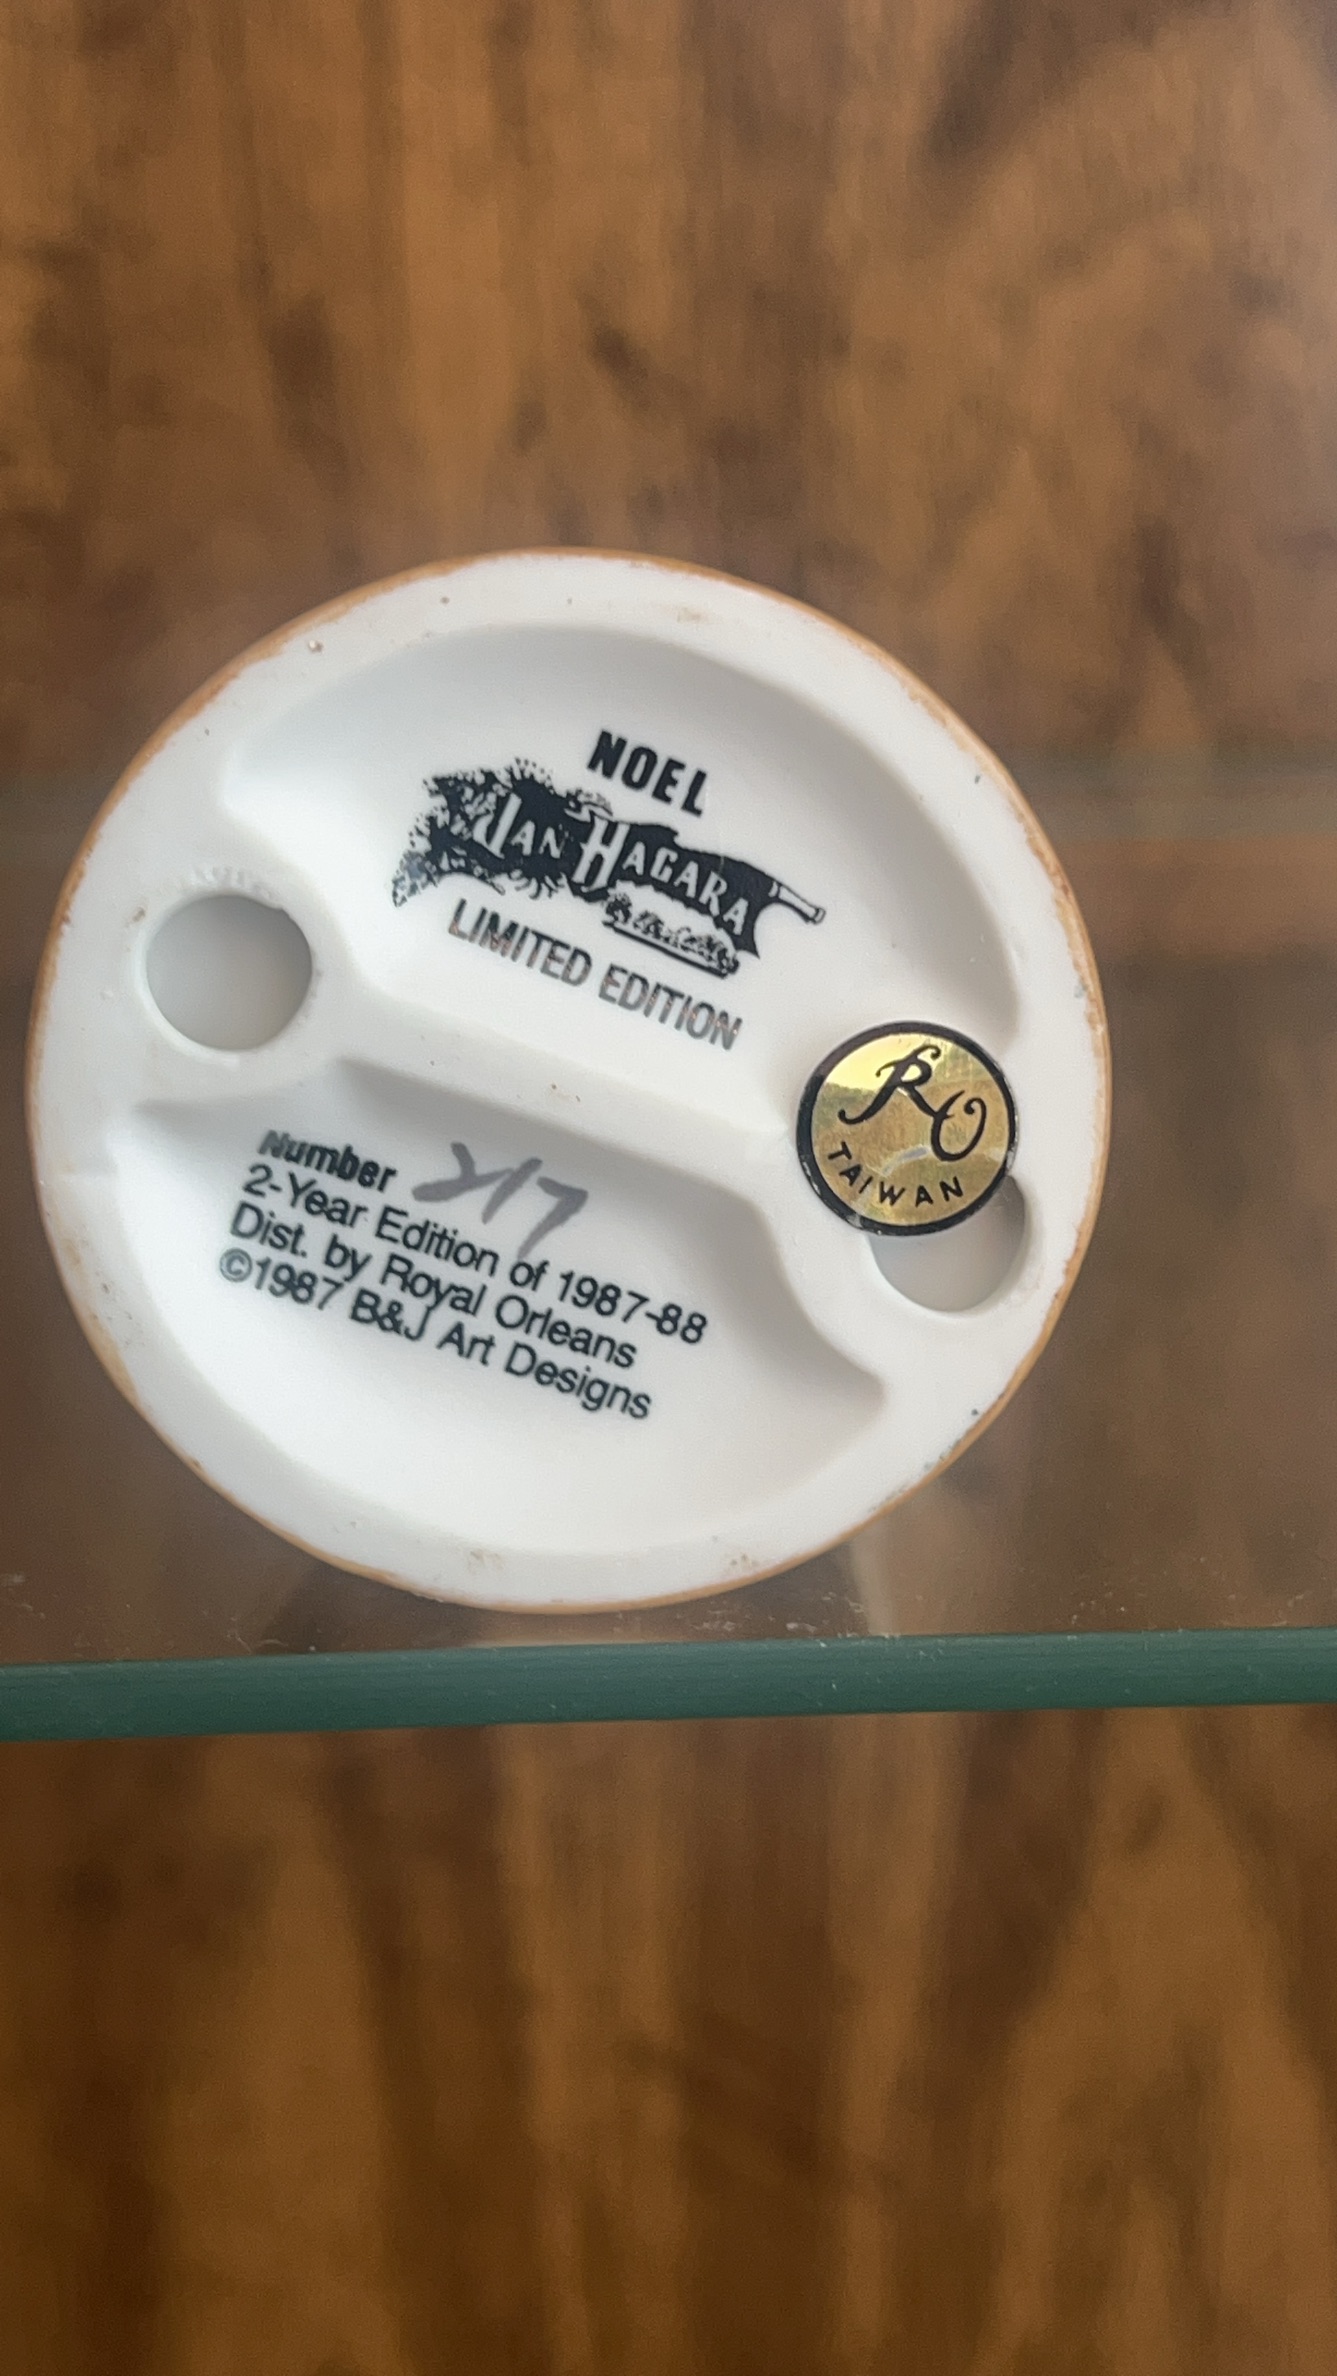 NOEL
JAN HAGARA
LIMITED EDITION
RO
TAIWAN
Number 217
2-Year Edition of 1987-88
Dist. by Royal Orleans
©1987 B&J Art Designs